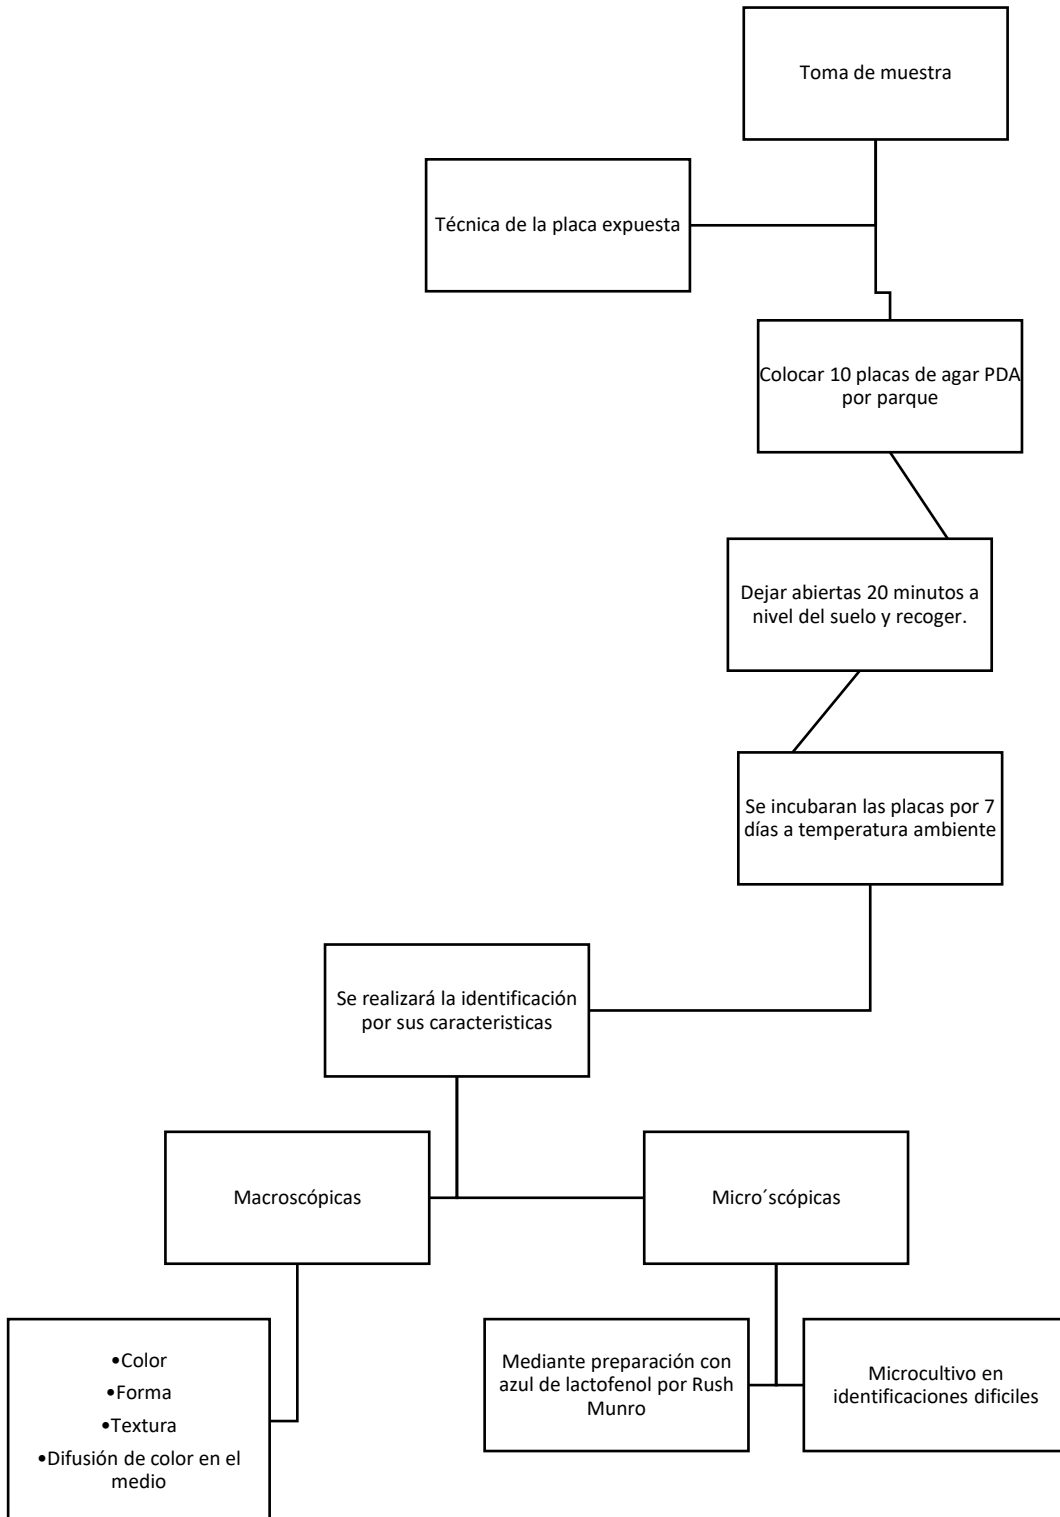 Toma de muestra
Técnica de la placa expuesta
Colocar 10 placas de agar PDA
por parque
Dejar abiertas 20 minutos a
nivel del suelo y recoger.
Se incubaran las placas por 7
días a temperatura ambiente
Se realizará la identificación
por sus caracteristicas
Macroscópicas
Micro´scópicas
•Color
•Forma
•Textura
•Difusión de color en el
medio
Mediante preparación con
azul de lactofenol por Rush
Munro
Microcultivo en
identificaciones dificiles